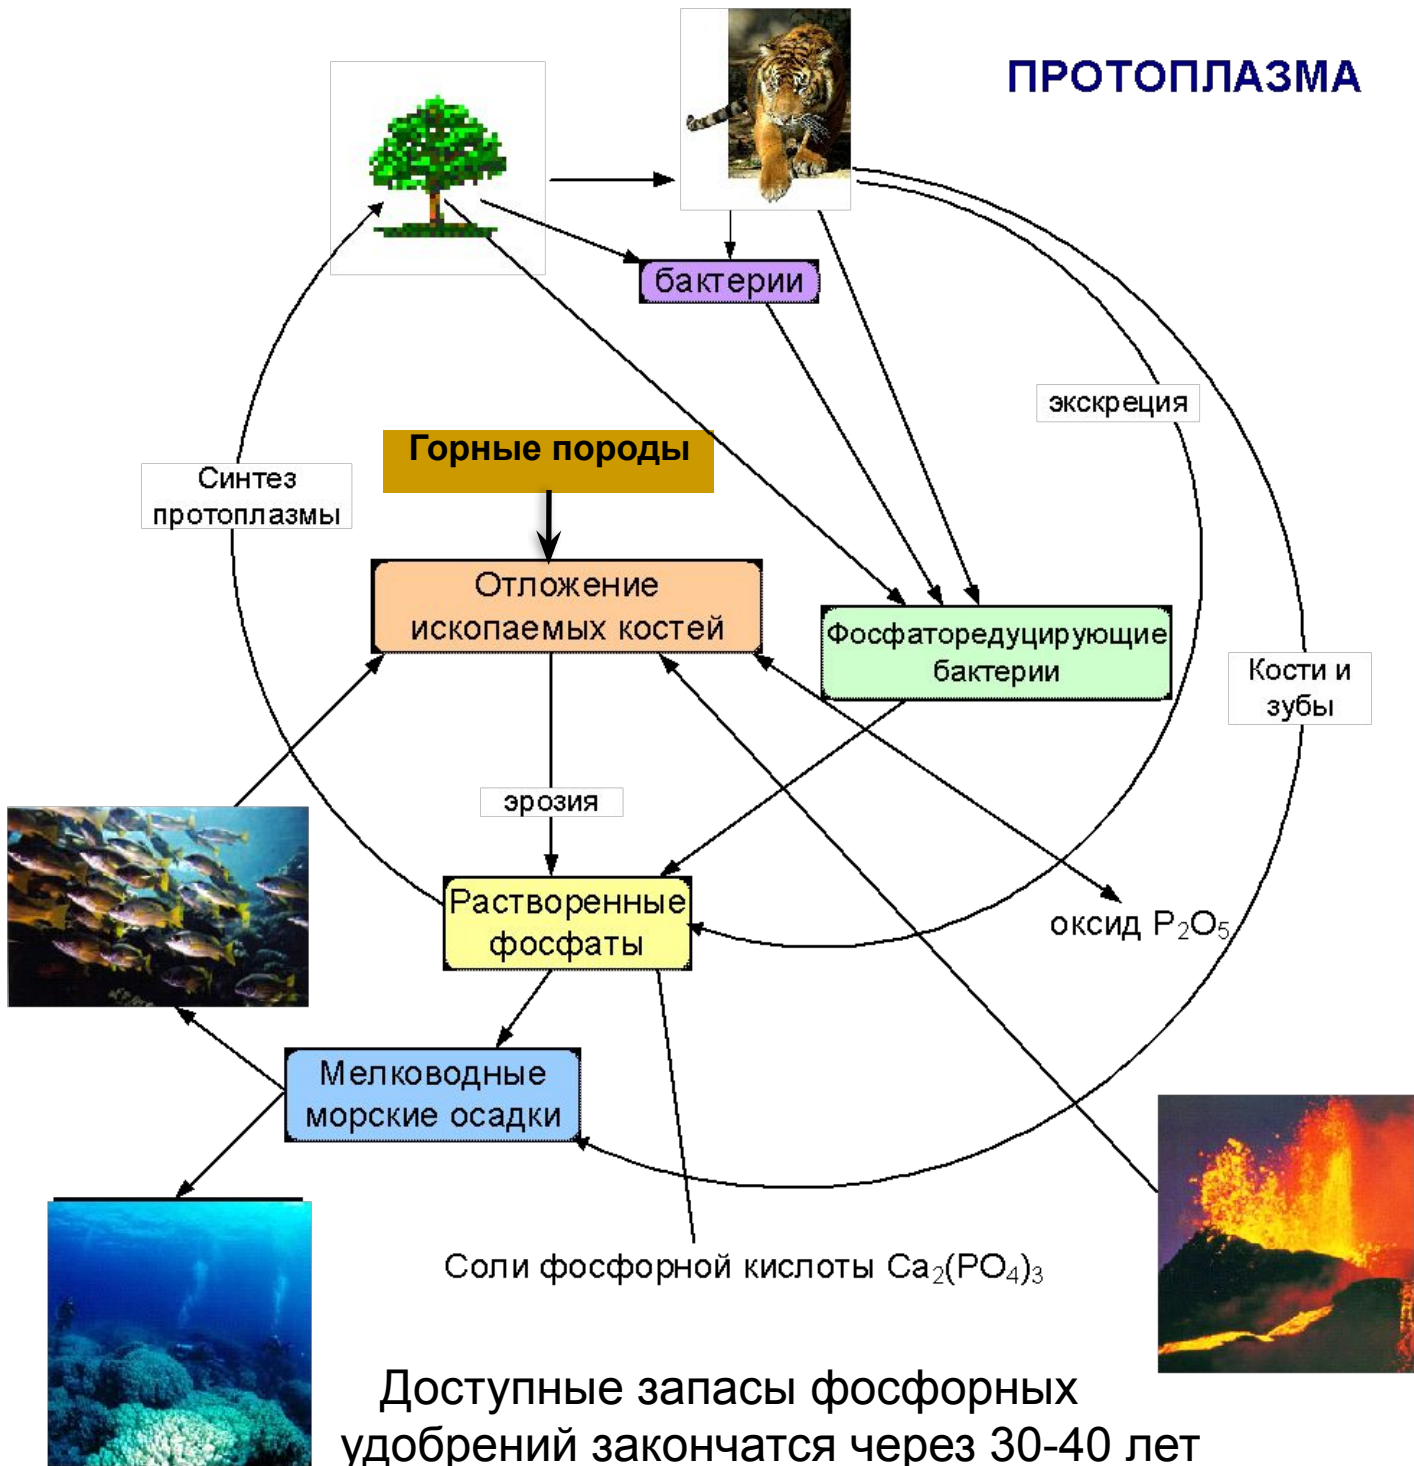 ПРОТОПЛАЗМА
бактерии
экскреция
Горные породы
Синтез
протоплазмы
Отложение
ископаемых костей
Фосфаторедуцирующие
бактерии
Кости и
зубы
эрозия
Растворенные
фосфаты
оксид P₂O₅
Мелководные
морские осадки
Соли фосфорной кислоты Ca₂(PO₄)₃
Доступные запасы фосфорных
удобрений закончатся через 30-40 лет